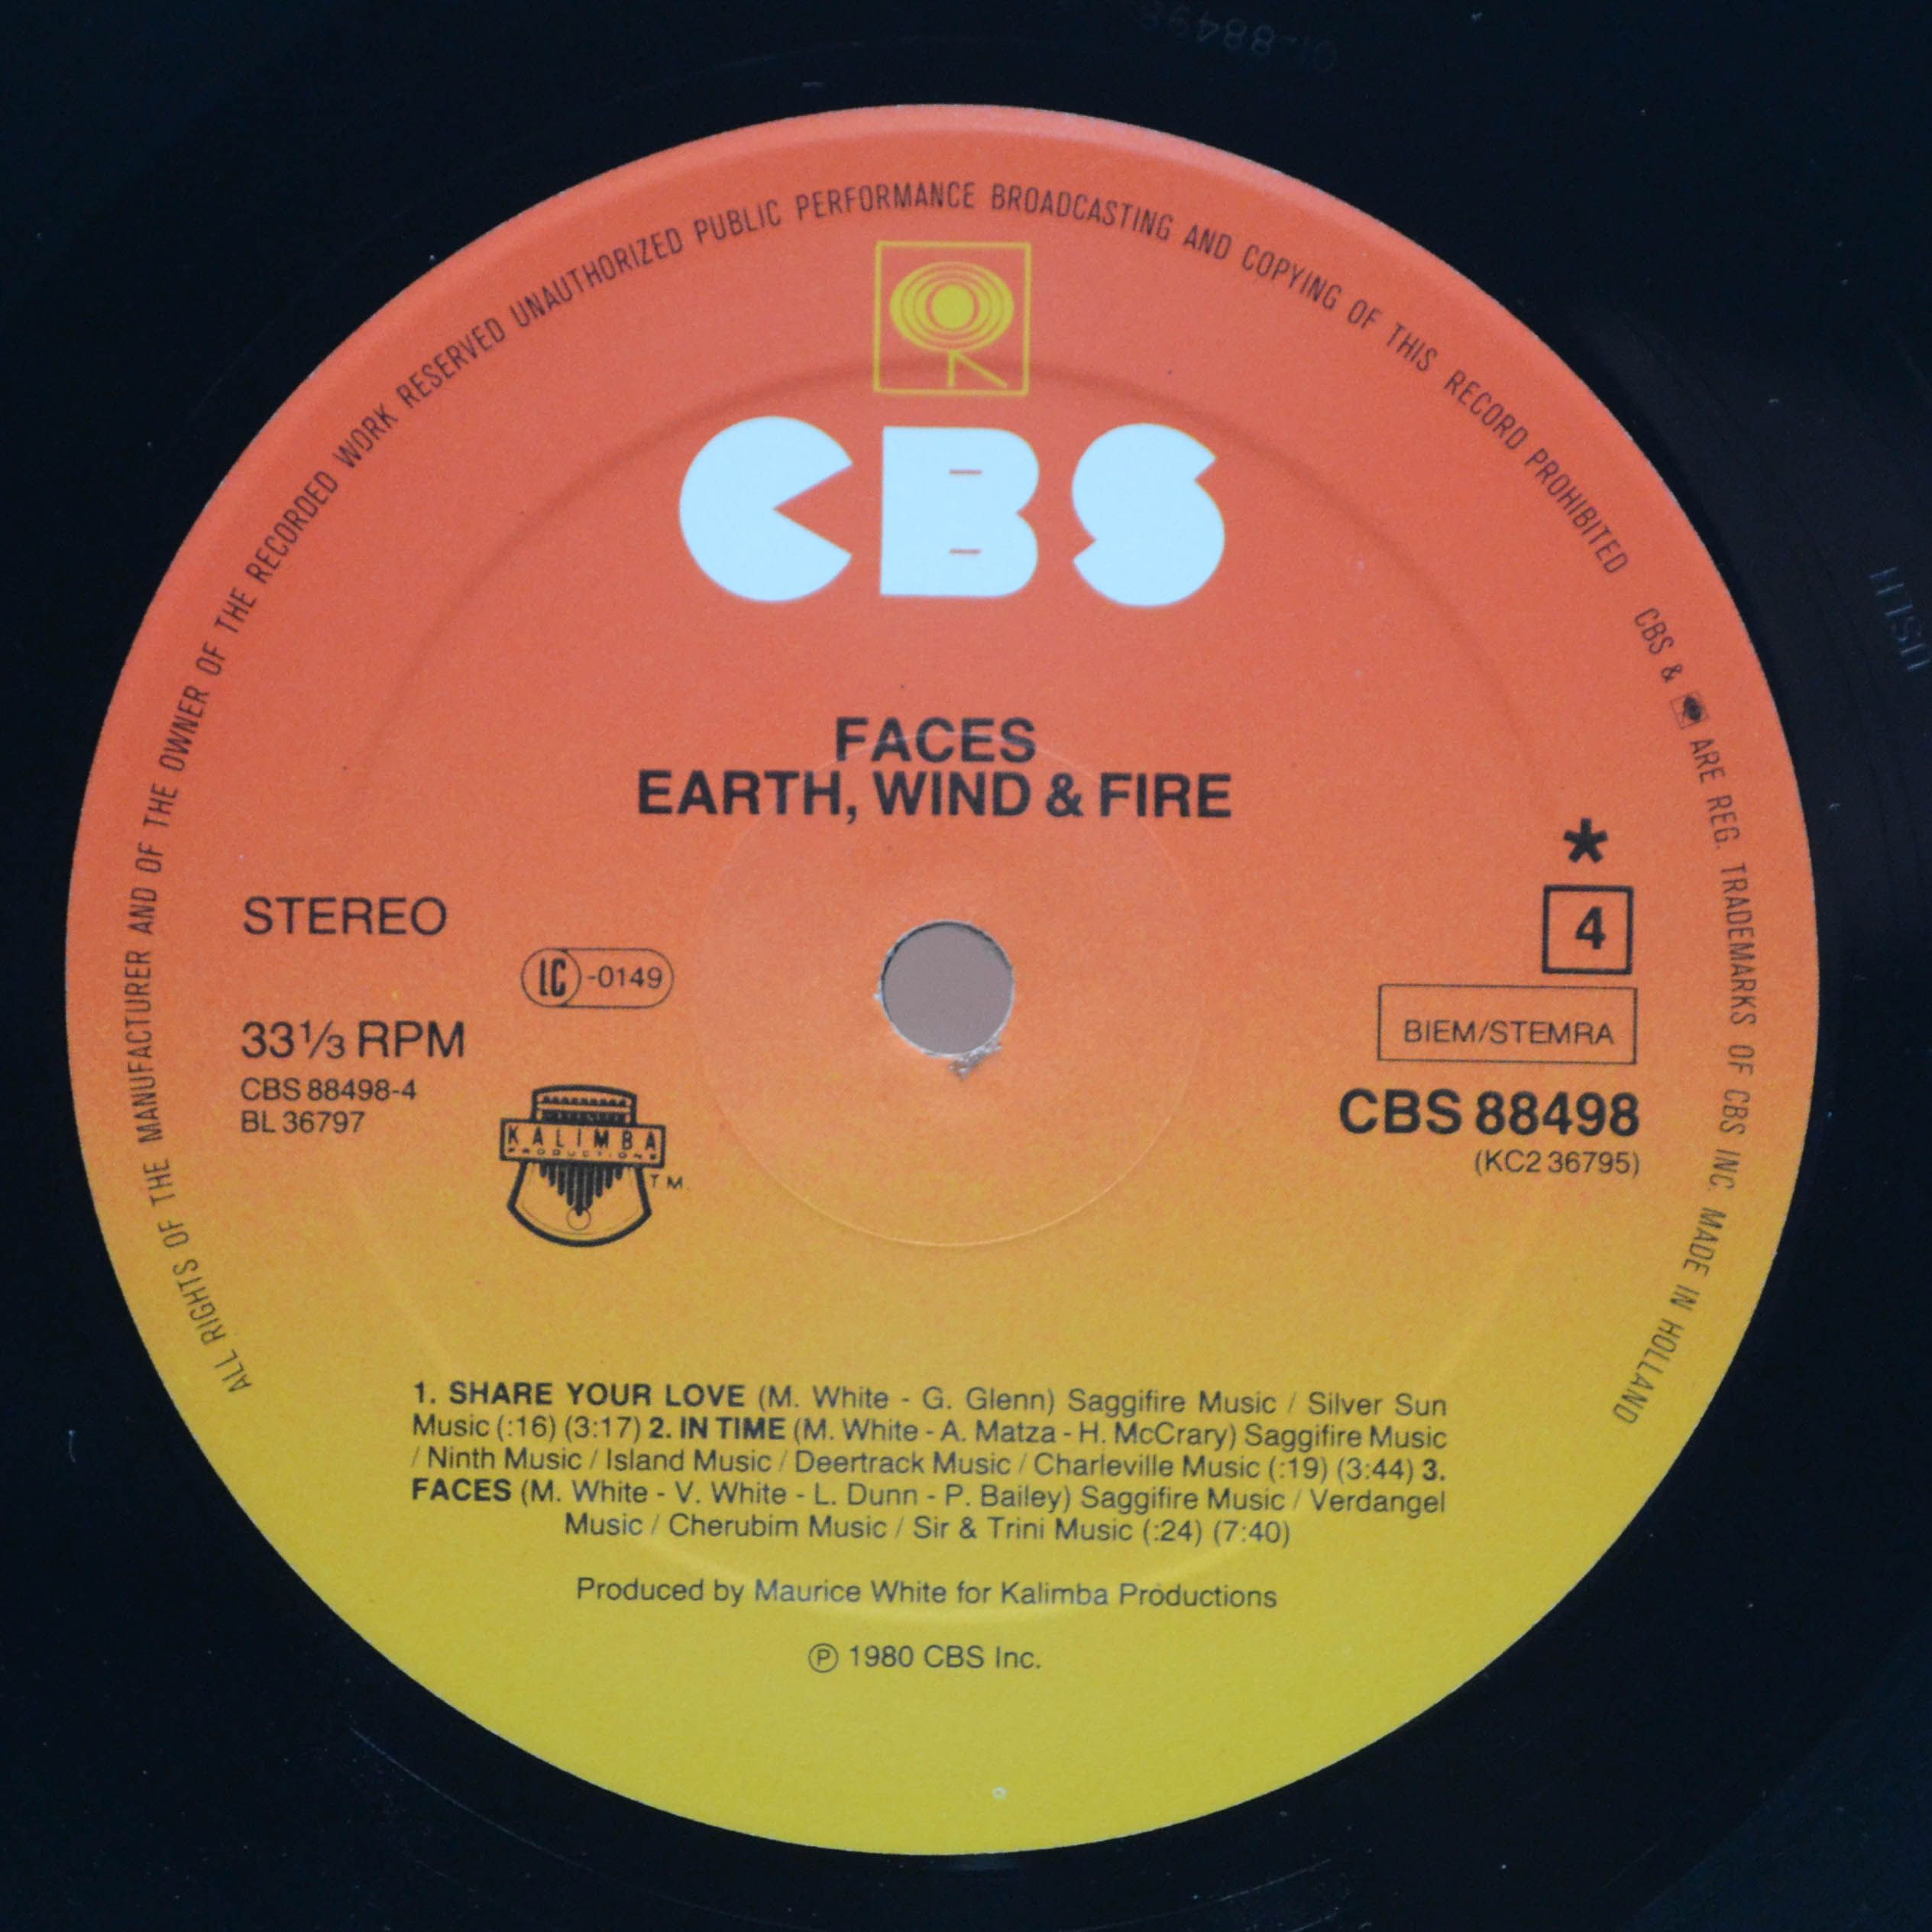 01-88498
ALL RIGHTS OF THE MANUFACTURER AND OF THE OWNER OF THE RECORDED WORK RESERVED UNAUTHORIZED PUBLIC PERFORMANCE BROADCASTING AND COPYING OF THIS RECORD PROHIBITED
CBS & ARE REG. TRADEMARKS OF CBS INC. MADE IN HOLLAND
CBS
FACES
EARTH, WIND & FIRE
*
STEREO
4
LC -0149
33⅓ RPM
BIEM/STEMRA
CBS 88498-4
CBS 88498
BL 36797
KALIMBA
PRODUCTIONS
TM.
(KC2 36795)
1. SHARE YOUR LOVE (M. White - G. Glenn) Saggifire Music / Silver Sun
Music (:16) (3:17) 2. IN TIME (M. White - A. Matza - H. McCrary) Saggifire Music
/ Ninth Music / Island Music / Deertrack Music / Charleville Music (:19) (3:44) 3.
FACES (M. White - V. White - L. Dunn - P. Bailey) Saggifire Music / Verdangel
Music / Cherubim Music / Sir & Trini Music (:24) (7:40)
Produced by Maurice White for Kalimba Productions
Ⓟ 1980 CBS Inc.